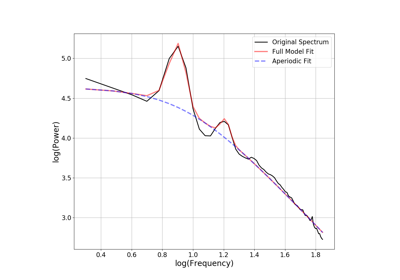 Original Spectrum
Full Model Fit
Aperiodic Fit
log(Power)
5.0
4.5
4.0
3.5
3.0
0.4 0.6 0.8 1.0 1.2 1.4 1.6 1.8
log(Frequency)